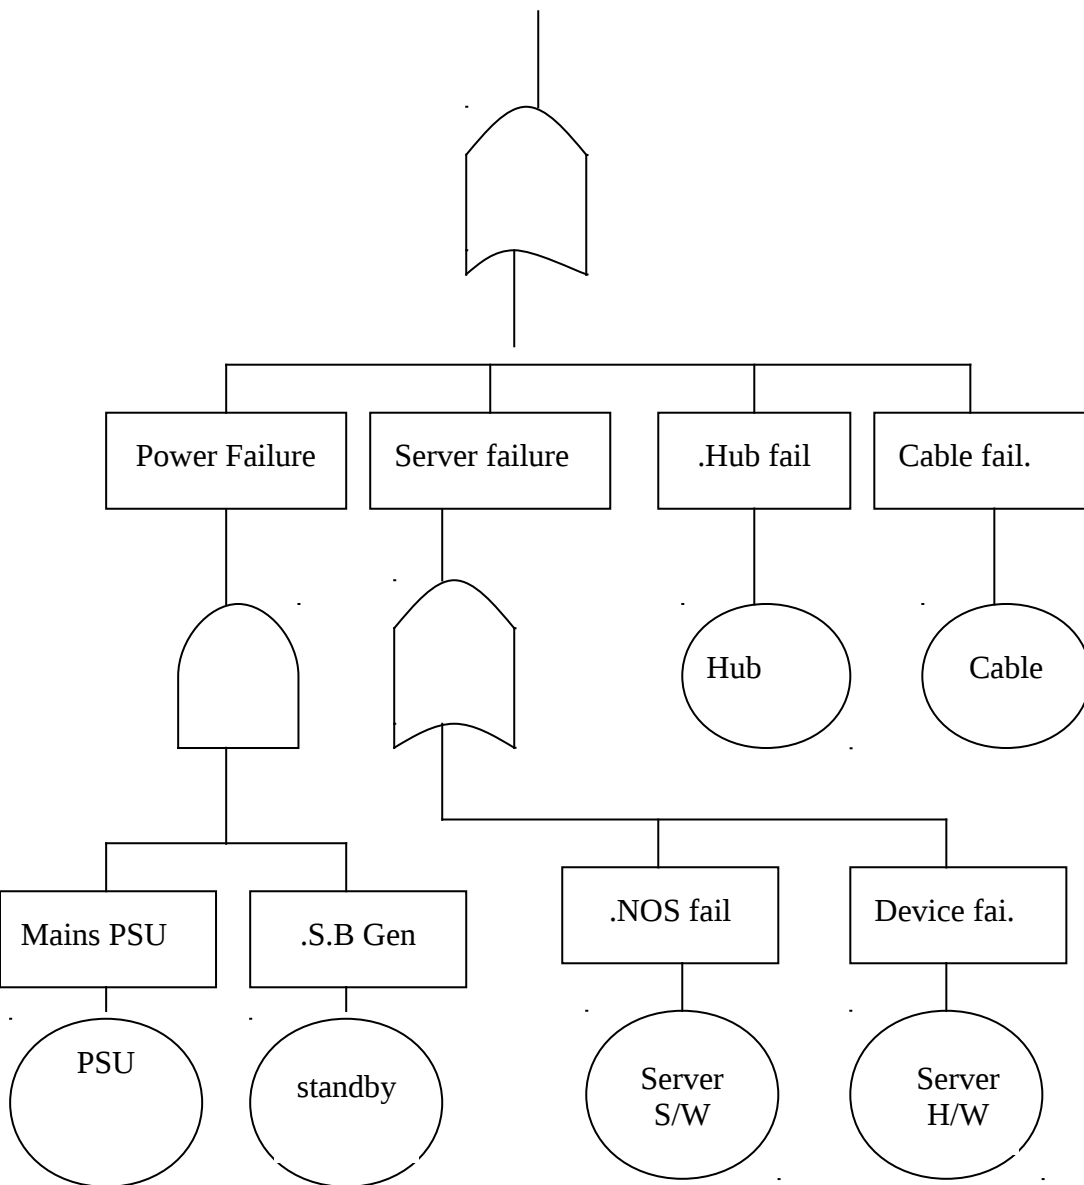 Power Failure
Server failure
.Hub fail
Cable fail.
Hub
Cable
Mains PSU
.S.B Gen
.NOS fail
Device fai.
PSU
standby
Server
S/W
Server
H/W